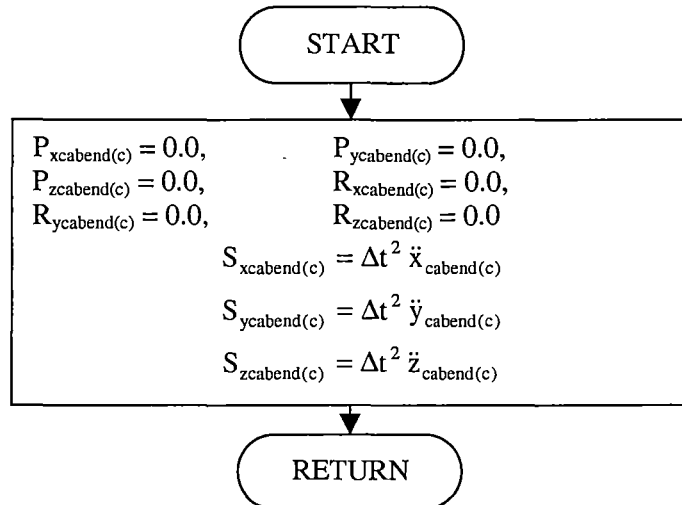 START
P_xcabend(c) = 0.0, P_ycabend(c) = 0.0,
P_zcabend(c) = 0.0, R_xcabend(c) = 0.0,
R_ycabend(c) = 0.0, R_zcabend(c) = 0.0
S_xcabend(c) = Δt² ẍ_cabend(c)
S_ycabend(c) = Δt² ÿ_cabend(c)
S_zcabend(c) = Δt² z̈_cabend(c)
RETURN